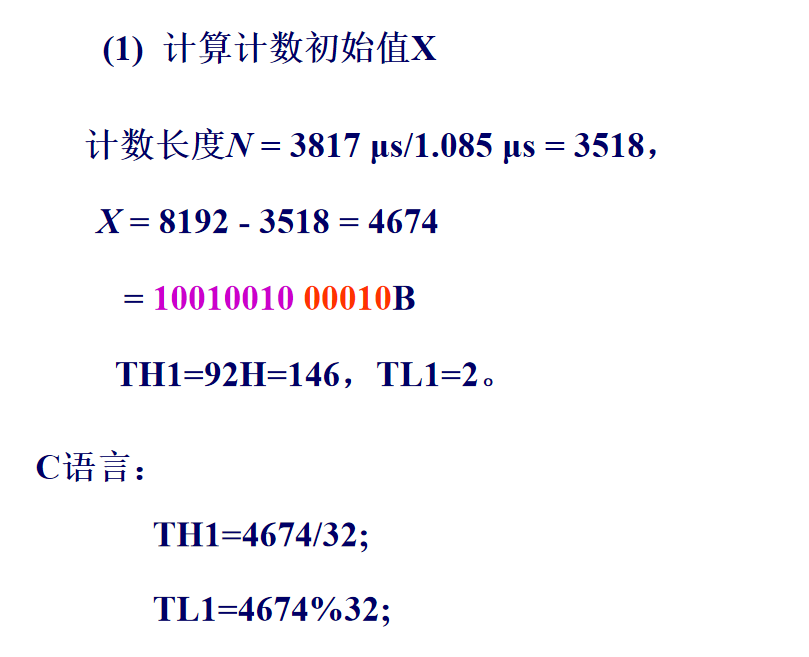 (1) 计算计数初始值X
计数长度N = 3817 μs/1.085 μs = 3518，
X = 8192 - 3518 = 4674
= 10010010 00010B
TH1=92H=146，TL1=2。
C语言：
TH1=4674/32;
TL1=4674%32;